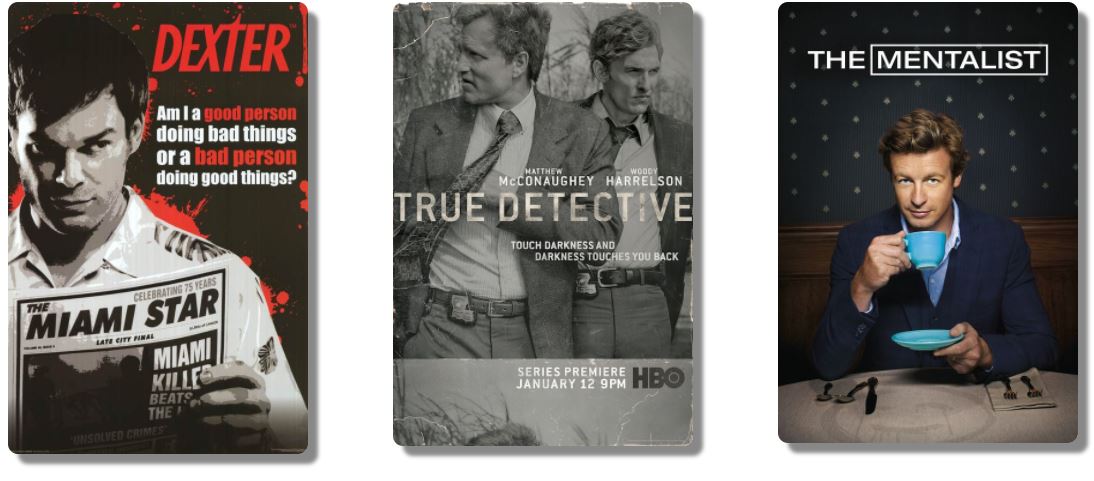 DEXTER
Am I a good person
doing bad things
or a bad person
doing good things?
CELEBRATING 75 YEARS
THE
MIAMI STAR
LATE CITY FINAL
MIAMI
KILLE
BEATS
THE
'UNSOLVED CRIMES'
MATTHEW WOODY
McCONAUGHEY HARRELSON
TRUE DETECTIVE
TOUCH DARKNESS AND
DARKNESS TOUCHES YOU BACK
SERIES PREMIERE
JANUARY 12 9PM HBO
THE MENTALIST